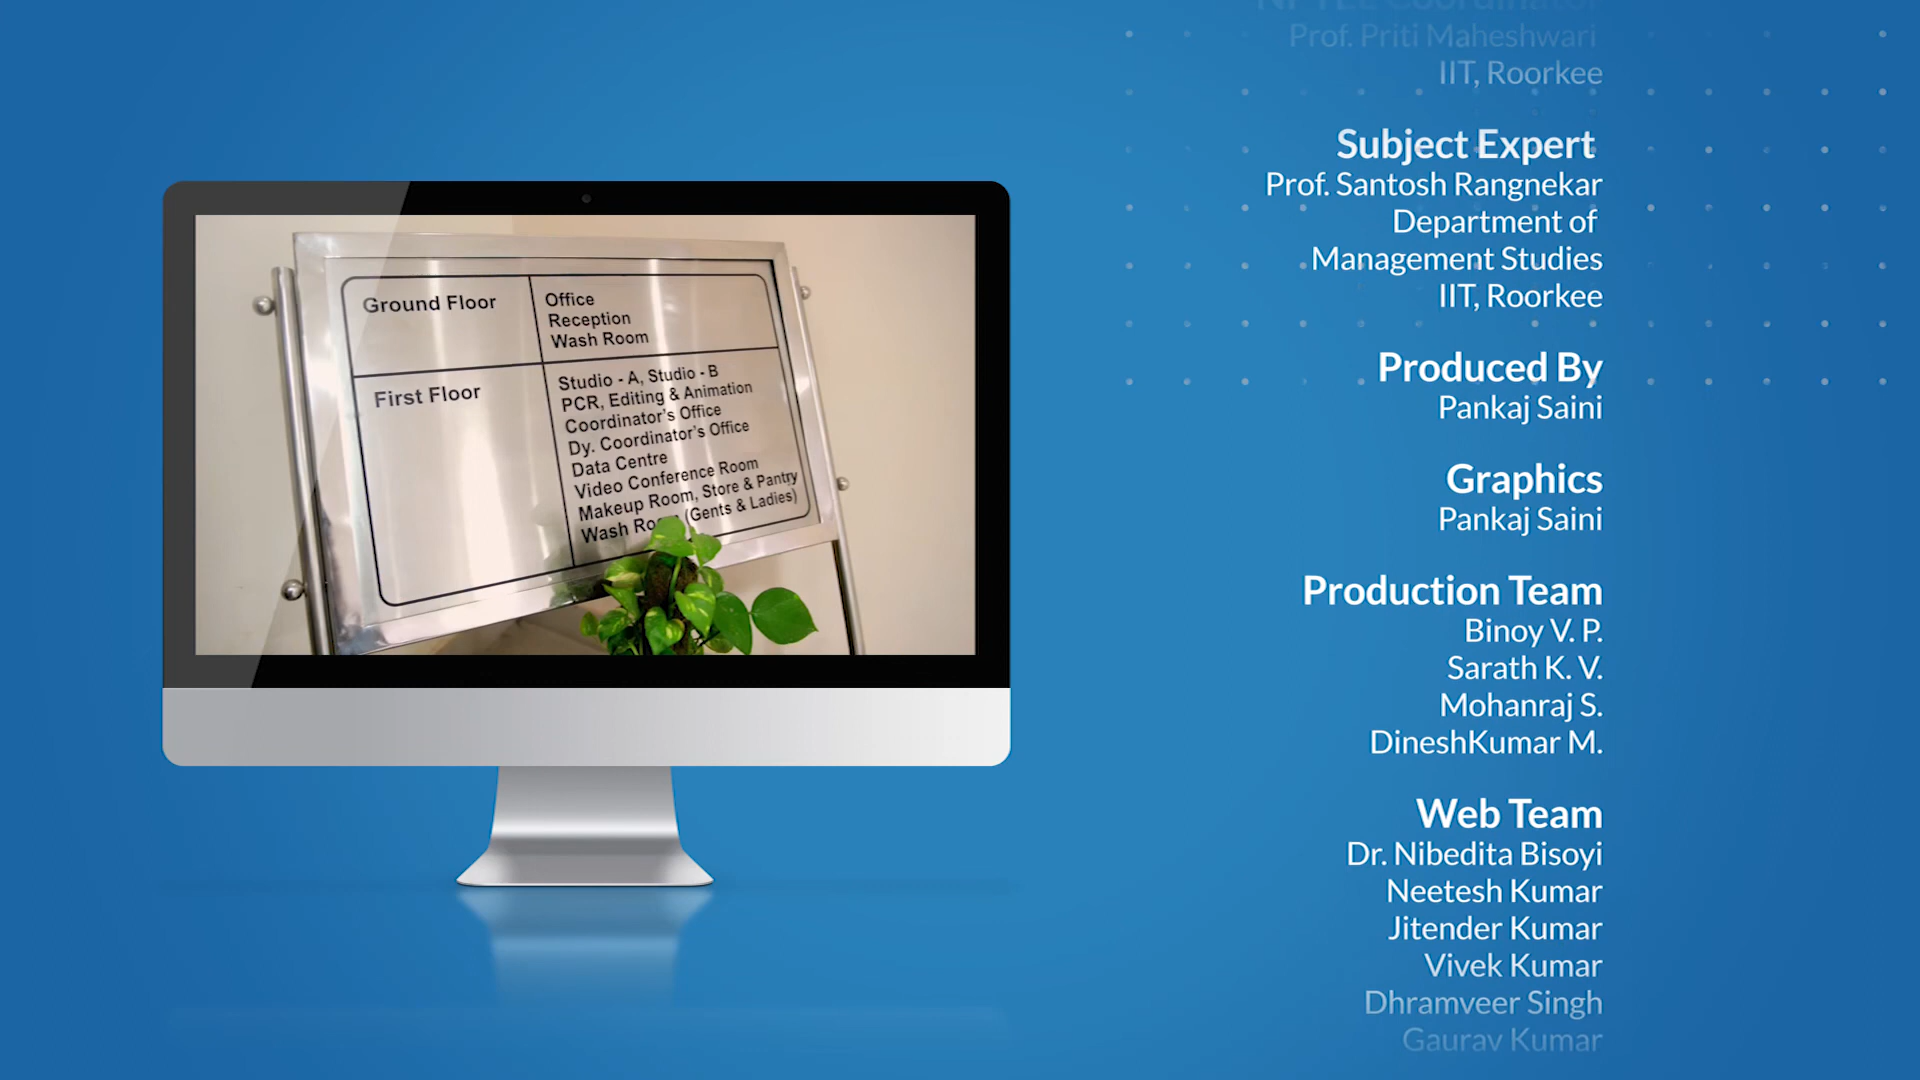 Ground Floor
Office
Reception
Wash Room
First Floor
Studio - A, Studio - B
PCR, Editing & Animation
Coordinator's Office
Dy. Coordinator's Office
Data Centre
Video Conference Room
Makeup Room, Store & Pantry
Wash (Gents & Ladies)
Prof. Priti Maheshwari
IIT, Roorkee
Subject Expert
Prof. Santosh Rangnekar
Department of
Management Studies
IIT, Roorkee
Produced By
Pankaj Saini
Graphics
Pankaj Saini
Production Team
Binoy V. P.
Sarath K. V.
Mohanraj S.
DineshKumar M.
Web Team
Dr. Nibedita Bisoyi
Neetesh Kumar
Jitender Kumar
Vivek Kumar
Dhramveer Singh
Gaurav Kumar